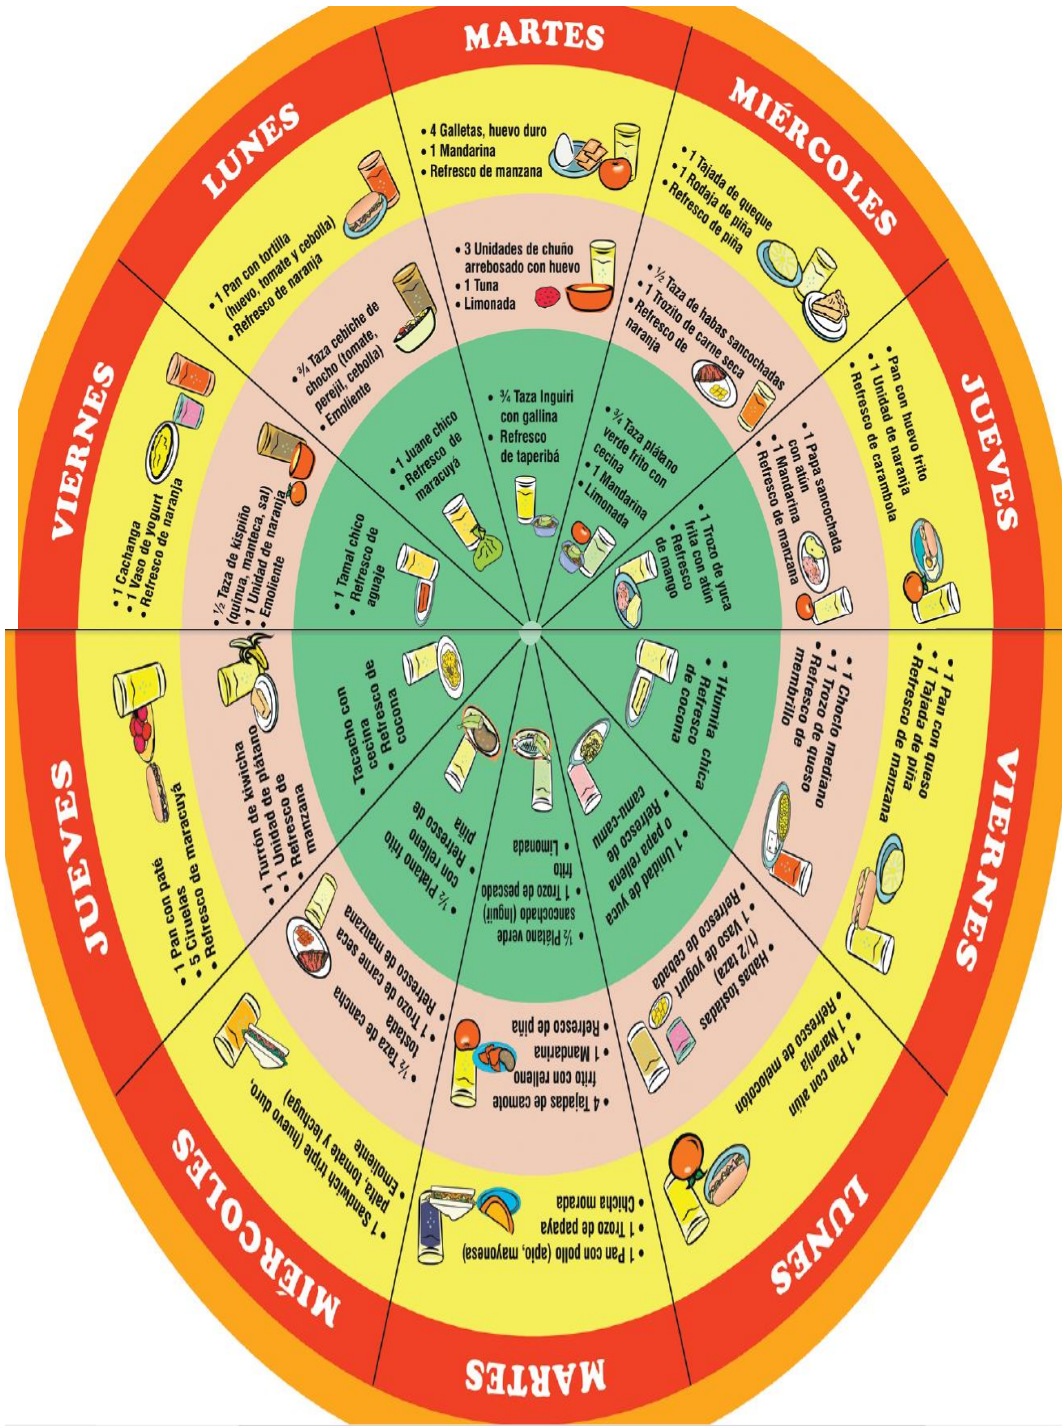 LUNES
• 1 Pan con tortilla
(huevo, tomate y cebolla)
• Refresco de naranja
• ¾ Taza cebiche de
chocho (tomate,
perejil, cebolla)
• Emoliente
• 1 Juane chico
• Refresco de
maracuyá
MARTES
• 4 Galletas, huevo duro
• 1 Mandarina
• Refresco de manzana
• 3 Unidades de chuño
arrebosado con huevo
• 1 Tuna
• Limonada
• ¾ Taza Inguiri
con gallina
• Refresco
de taperibá
MIÉRCOLES
• 1 Tajada de queque
• 1 Rodaja de piña
• Refresco de piña
• ½ Taza de habas sancochadas
• 1 Trozito de carne seca
• Refresco de
naranja
• ¾ Taza plátano
verde frito con
cecina
• 1 Mandarina
• Limonada
JUEVES
• Pan con huevo frito
• 1 Unidad de naranja
• Refresco de carambola
• 1 Papa sancochada
con atún
• 1 Mandarina
• Refresco de manzana
• 1 Trozo de yuca
frita con atún
• Refresco
de mango
VIERNES
• 1 Cachanga
• 1 Vaso de yogurt
• Refresco de naranja
• ½ Taza de kispiño
(quinua, manteca, sal)
• 1 Unidad de naranja
• Emoliente
• 1 Tamal chico
• Refresco de
aguaje
VIERNES
• 1 Pan con queso
• 1 Tajada de piña
• Refresco de manzana
• 1 Choclo mediano
• 1 Trozo de queso
• Refresco de
membrillo
• 1Humita chica
• Refresco
de cocona
LUNES
• 1 Pan con atún
• 1 Naranja
• Refresco de melocotón
• Habas tostadas
(1/2 taza)
• 1 Vaso de yogurt
• Refresco de cebada
• 1 Unidad de yuca
o papa rellena
• Refresco de
camu-camu
MARTES
• 1 Pan con pollo (apio, mayonesa)
• 1 Trozo de papaya
• Chicha morada
• 4 Tajadas de camote
frito con relleno
• 1 Mandarina
• Refresco de piña
• ½ Plátano verde
sancochado (Inguir)
• 1 Trozo de pescado
frito
• Limonada
MIÉRCOLES
• 1 Sandwich triple (huevo duro,
palta, tomate y lechuga)
• Emoliente
• ½ Taza de cancha
tostada
• 1 Trozo de carne seca
• Refresco de manzana
• ½ Plátano frito
con relleno
• Refresco de
piña
JUEVES
• 1 Pan con paté
• 5 Ciruelas
• Refresco de maracuyá
• 1 Turrón de kiwicha
• 1 Unidad de plátano
• Refresco de
manzana
• Tacacho con
cecina
• Refresco de
cocona